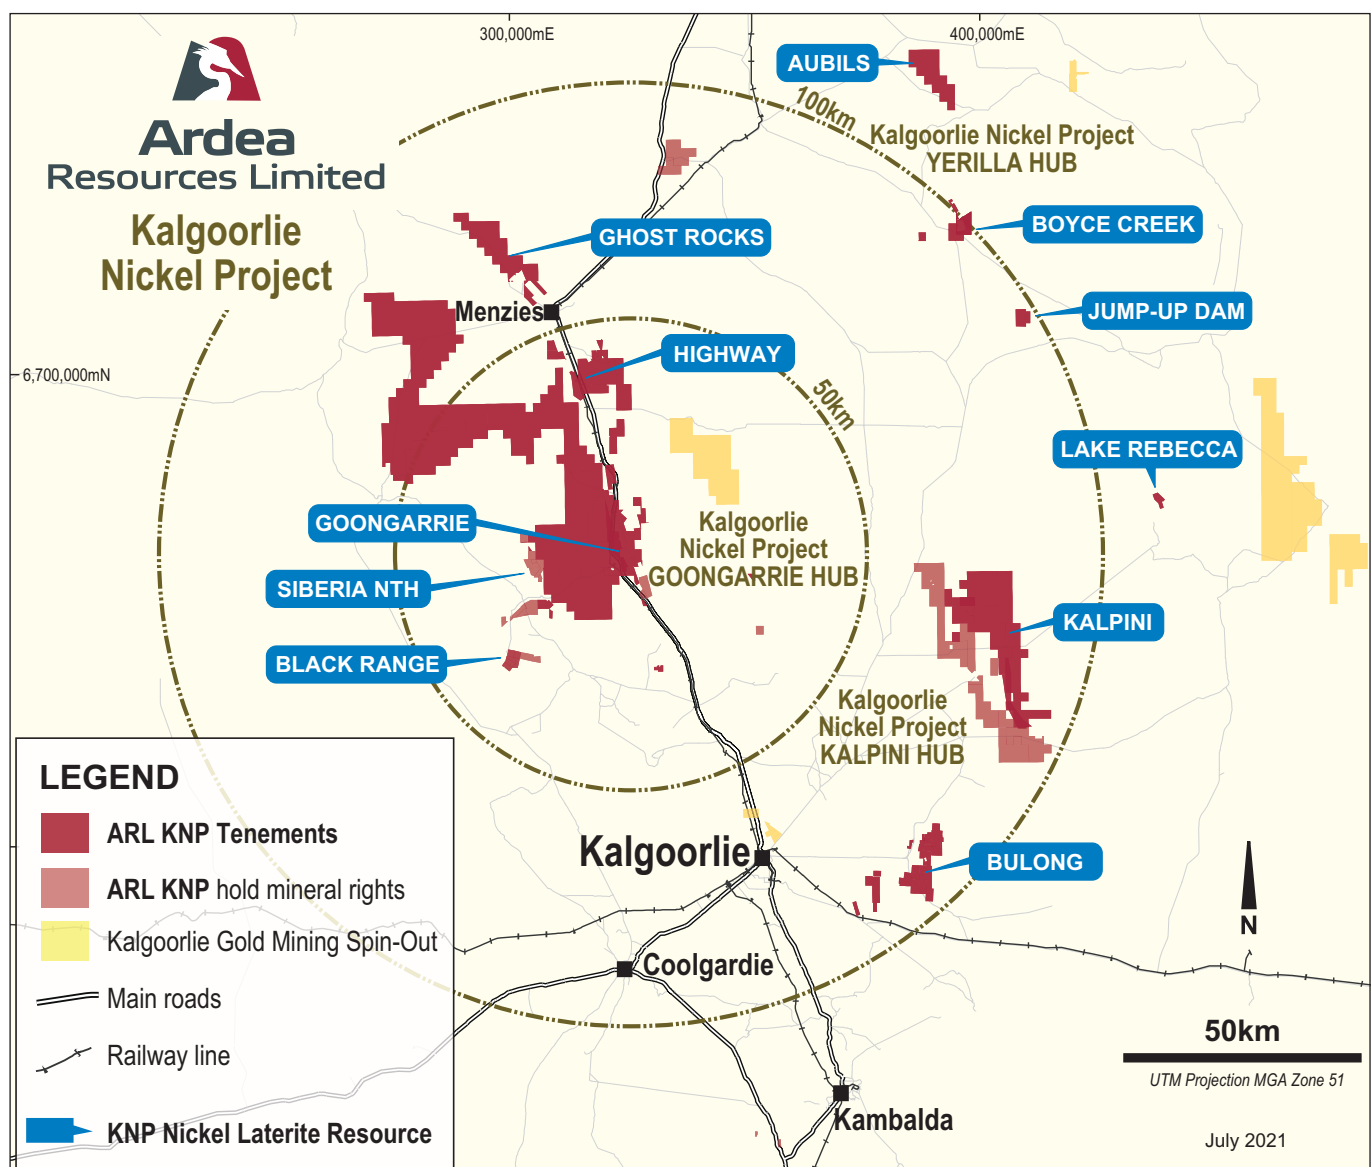 300,000mE
400,000mE
Ardea
Resources Limited
Kalgoorlie
Nickel Project
AUBILS
100km
Kalgoorlie Nickel Project
YERILLA HUB
BOYCE CREEK
GHOST ROCKS
Menzies
JUMP-UP DAM
HIGHWAY
6,700,000mN
50km
LAKE REBECCA
GOONGARRIE
Kalgoorlie
Nickel Project
GOONGARRIE HUB
SIBERIA NTH
KALPINI
BLACK RANGE
Kalgoorlie
Nickel Project
KALPINI HUB
LEGEND
ARL KNP Tenements
ARL KNP hold mineral rights
Kalgoorlie Gold Mining Spin-Out
Main roads
Railway line
KNP Nickel Laterite Resource
Kalgoorlie
BULONG
N
Coolgardie
50km
UTM Projection MGA Zone 51
Kambalda
July 2021